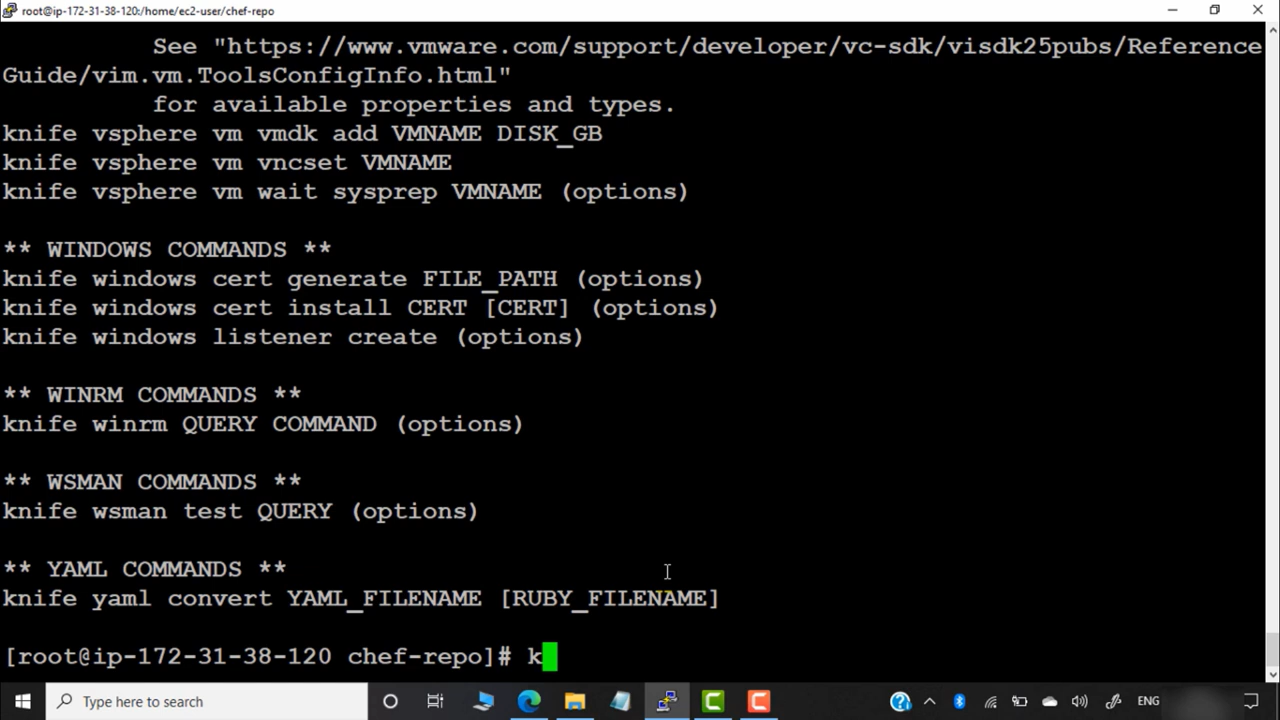 root@ip-172-31-38-120:/home/ec2-user/chef-repo
See "https://www.vmware.com/support/developer/vc-sdk/visdk25pubs/Reference
Guide/vim.vm.ToolsConfigInfo.html"
for available properties and types.
knife vsphere vm vmdk add VMNAME DISK_GB
knife vsphere vm vncset VMNAME
knife vsphere vm wait sysprep VMNAME (options)
** WINDOWS COMMANDS **
knife windows cert generate FILE_PATH (options)
knife windows cert install CERT [CERT] (options)
knife windows listener create (options)
** WINRM COMMANDS **
knife winrm QUERY COMMAND (options)
** WSMAN COMMANDS **
knife wsman test QUERY (options)
** YAML COMMANDS **
knife yaml convert YAML_FILENAME [RUBY_FILENAME]
[root@ip-172-31-38-120 chef-repo]# k
Type here to search
ENG